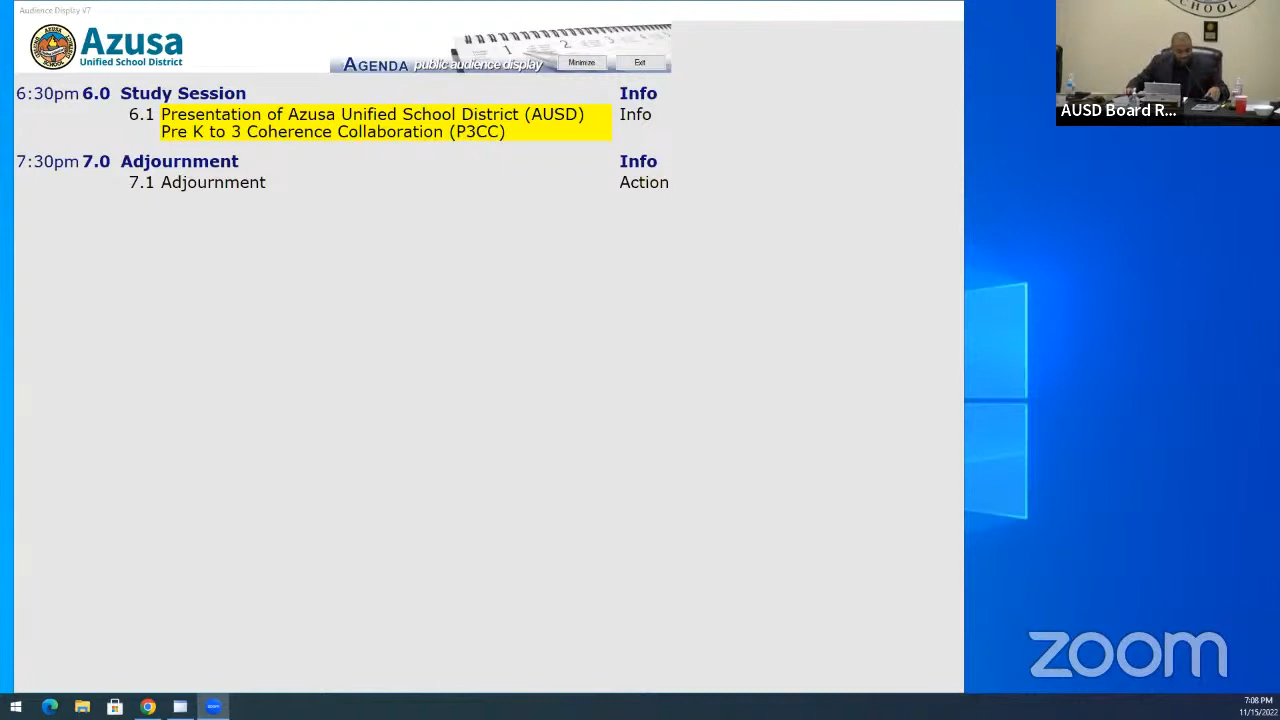 Audience Display V7
Azusa
Unified School District
AGENDA public audience display
Minimize
Exit
6:30pm 6.0 Study Session Info
6.1 Presentation of Azusa Unified School District (AUSD) Info
Pre K to 3 Coherence Collaboration (P3CC)
7:30pm 7.0 Adjournment Info
7.1 Adjournment Action
SCHOOL
AUSD Board R...
zoom
7:08 PM
11/15/2022